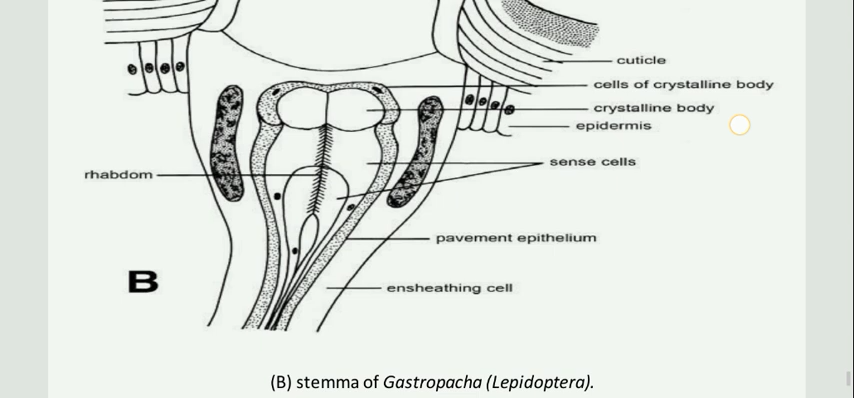 cuticle
cells of crystalline body
crystalline body
epidermis
sense cells
rhabdom
pavement epithelium
B
ensheathing cell
(B) stemma of Gastropacha (Lepidoptera).